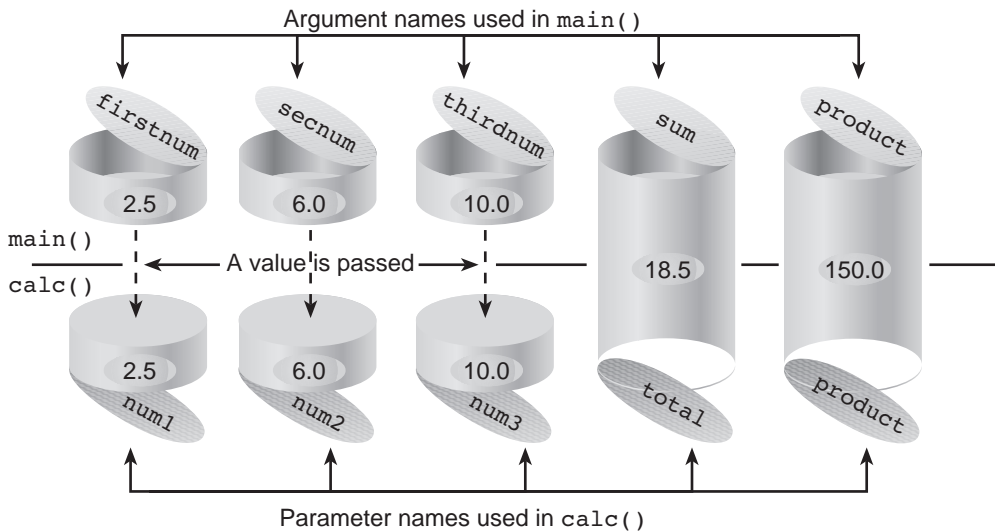 Argument names used in main()
firstnum
secnum
thirdnum
sum
product
2.5
6.0
10.0
main()
A value is passed
18.5
150.0
calc()
2.5
6.0
10.0
num1
num2
num3
total
product
Parameter names used in calc()